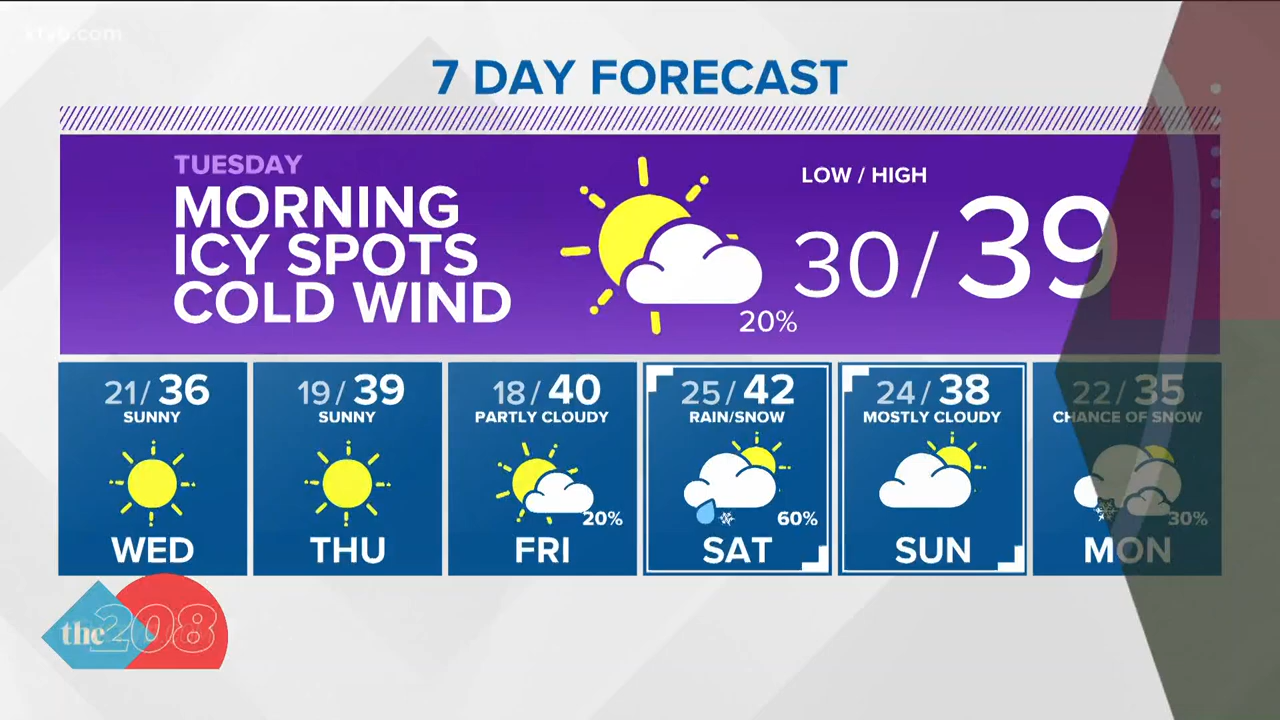 ktvb.com
7 DAY FORECAST
TUESDAY
MORNING
ICY SPOTS
COLD WIND
20%
LOW / HIGH
30/39
21/36
SUNNY
WED
19/39
SUNNY
THU
18/40
PARTLY CLOUDY
20%
FRI
25/42
RAIN/SNOW
60%
SAT
24/38
MOSTLY CLOUDY
SUN
22/35
CHANCE OF SNOW
30%
MON
the 208